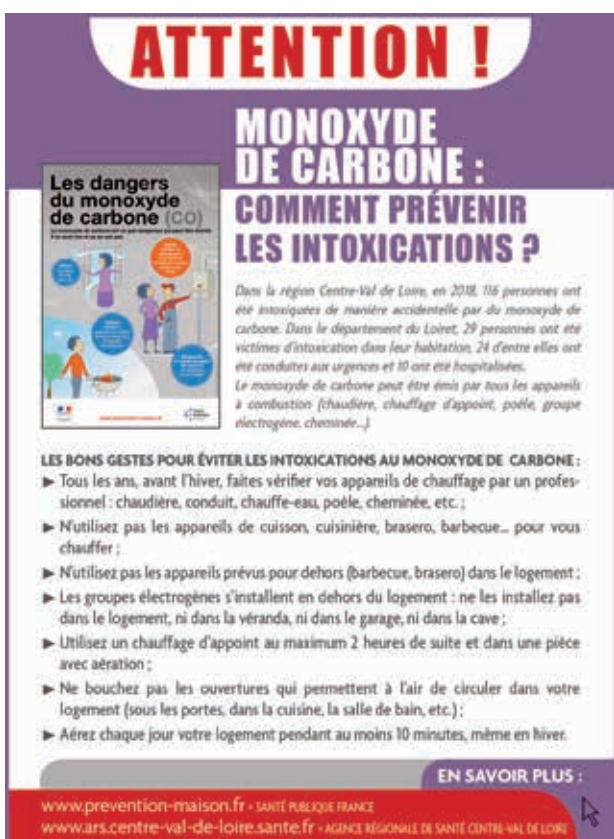 ATTENTION !
MONOXYDE
DE CARBONE :
COMMENT PRÉVENIR
LES INTOXICATIONS ?
Les dangers
du monoxyde
de carbone (CO)
Dans la région Centre-Val de Loire, en 2018, 116 personnes ont
été intoxiquées de manière accidentelle par du monoxyde de
carbone. Dans le département du Loiret, 29 personnes ont été
victimes d'intoxication dans leur habitation, 24 d'entre elles ont
été conduites aux urgences et 10 ont été hospitalisées.
Le monoxyde de carbone peut être émis par tous les appareils
à combustion (chaudière, chauffage d'appoint, poêle, groupe
électrogène, cheminée...).
LES BONS GESTES POUR ÉVITER LES INTOXICATIONS AU MONOXYDE DE CARBONE :
► Tous les ans, avant l'hiver, faites vérifier vos appareils de chauffage par un profes-
sionnel : chaudière, conduit, chauffe-eau, poêle, cheminée, etc. ;
► N'utilisez pas les appareils de cuisson, cuisinière, brasero, barbecue... pour vous
chauffer ;
► N'utilisez pas les appareils prévus pour dehors (barbecue, brasero) dans le logement ;
► Les groupes électrogènes s'installent en dehors du logement : ne les installez pas
dans le logement, ni dans la véranda, ni dans le garage, ni dans la cave ;
► Utilisez un chauffage d'appoint au maximum 2 heures de suite et dans une pièce
avec aération ;
► Ne bouchez pas les ouvertures qui permettent à l'air de circuler dans votre
logement (sous les portes, dans la cuisine, la salle de bain, etc.) ;
► Aérez chaque jour votre logement pendant au moins 10 minutes, même en hiver.
EN SAVOIR PLUS :
www.prevention-maison.fr - SANTÉ PUBLIQUE FRANCE
www.ars.centre-val-de-loire.sante.fr - AGENCE RÉGIONALE DE SANTÉ CENTRE-VAL DE LOIRE